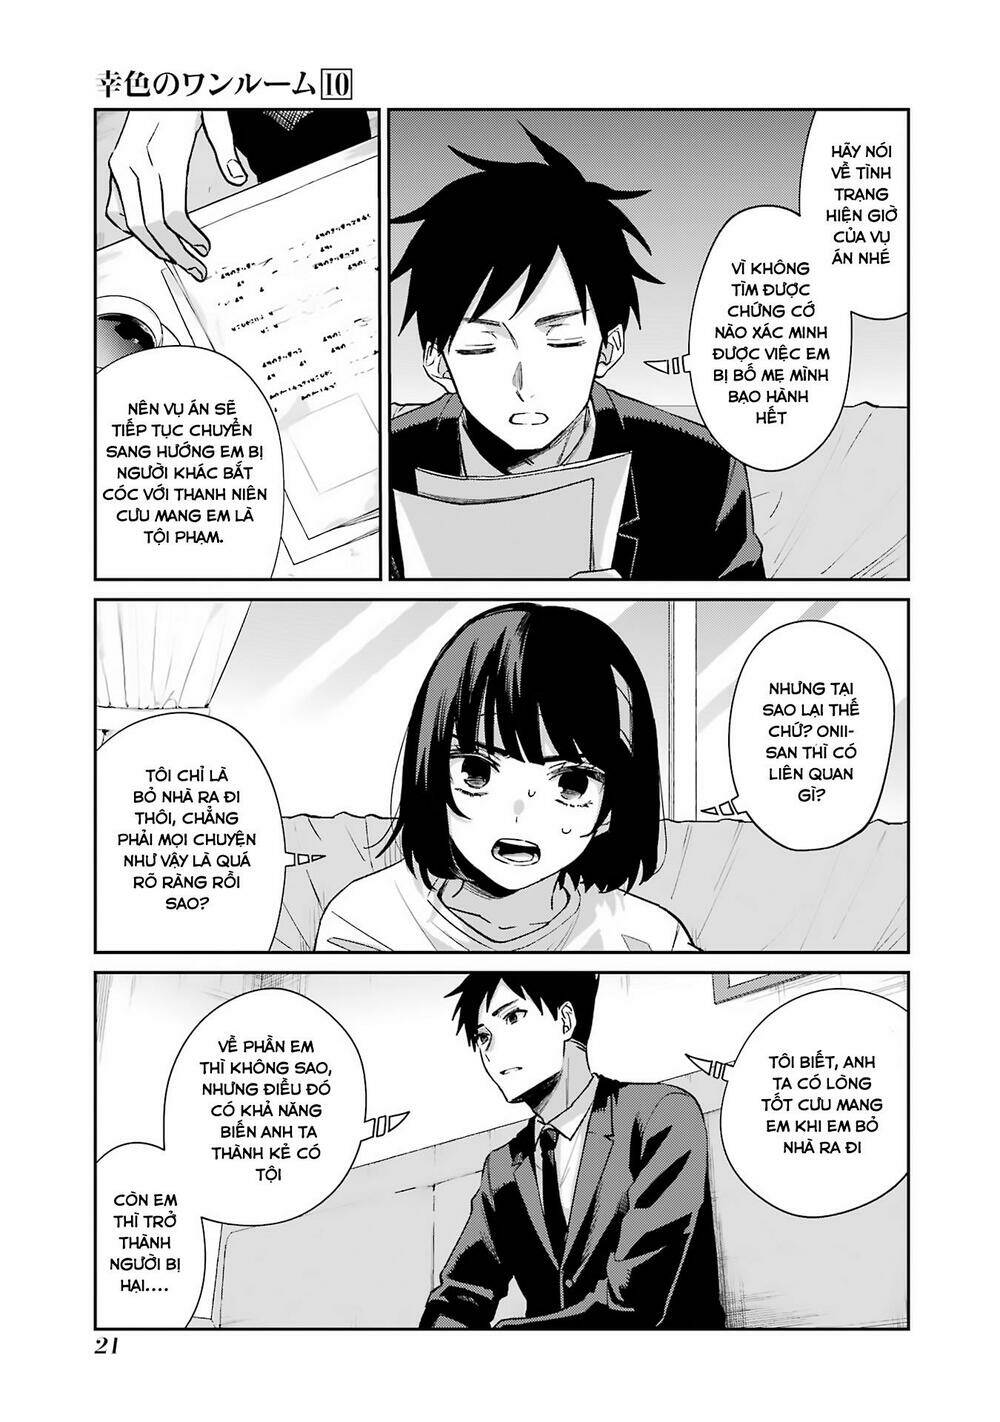 幸色のワンルーム10
HÃY NÓI
VỀ TÌNH
TRẠNG
HIỆN GIỜ
CỦA VỤ
ÁN NHÉ
VÌ KHÔNG
TÌM ĐƯỢC
CHỨNG CỚ
NÀO XÁC MINH
ĐƯỢC VIỆC EM
BỊ BỐ MẸ MÌNH
BẠO HÀNH
HẾT
NÊN VỤ ÁN SẼ
TIẾP TỤC CHUYỂN
SANG HƯỚNG EM BỊ
NGƯỜI KHÁC BẮT
CÓC VỚI THANH NIÊN
CƯU MANG EM LÀ
TỘI PHẠM.
NHƯNG TẠI
SAO LẠI THẾ
CHỨ? ONII-
SAN THÌ CÓ
LIÊN QUAN
GÌ?
TÔI CHỈ LÀ
BỎ NHÀ RA ĐI
THÔI, CHẲNG
PHẢI MỌI CHUYỆN
NHƯ VẬY LÀ QUÁ
RÕ RÀNG RỒI
SAO?
TÔI BIẾT, ANH
TA CÓ LÒNG
TỐT CƯU MANG
EM KHI EM BỎ
NHÀ RA ĐI
VỀ PHẦN EM
THÌ KHÔNG SAO,
NHƯNG ĐIỀU ĐÓ
CÓ KHẢ NĂNG
BIẾN ANH TA
THÀNH KẺ CÓ
TỘI
CÒN EM
THÌ TRỞ
THÀNH
NGƯỜI BỊ
HẠI....
21